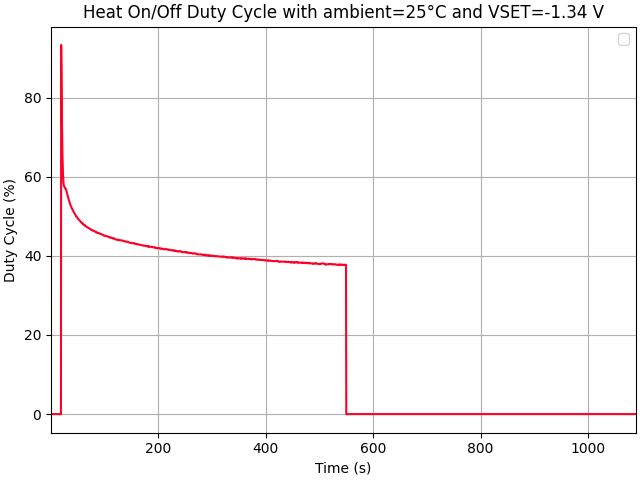 Heat On/Off Duty Cycle with ambient=25°C and VSET=-1.34 V
Duty Cycle (%)
80
60
40
20
0
200 400 600 800 1000
Time (s)